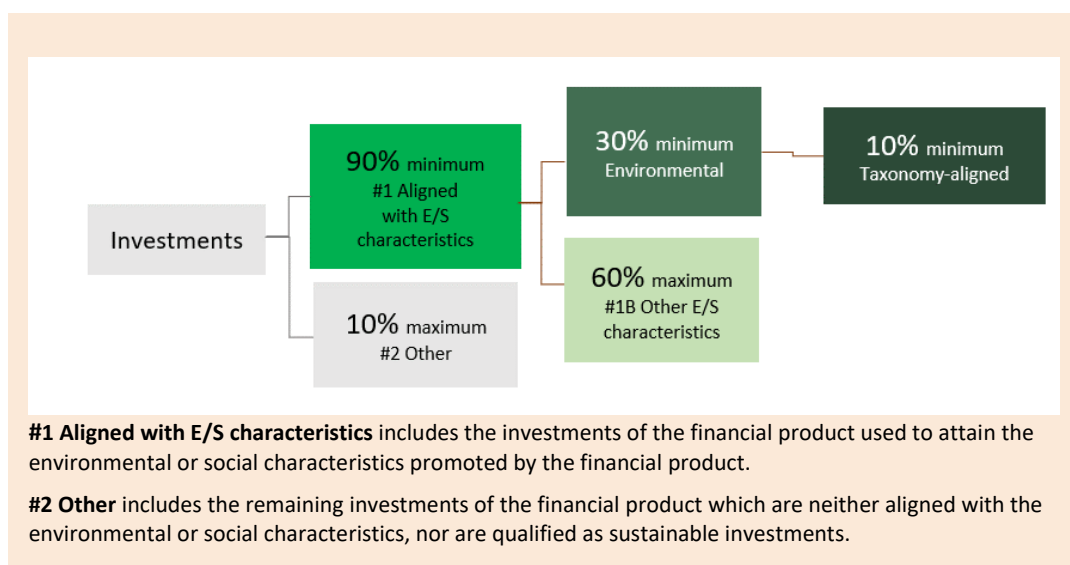 Investments
90% minimum
#1 Aligned
with E/S
characteristics
10% maximum
#2 Other
30% minimum
Environmental
60% maximum
#1B Other E/S
characteristics
10% minimum
Taxonomy-aligned
#1 Aligned with E/S characteristics includes the investments of the financial product used to attain the
environmental or social characteristics promoted by the financial product.
#2 Other includes the remaining investments of the financial product which are neither aligned with the
environmental or social characteristics, nor are qualified as sustainable investments.